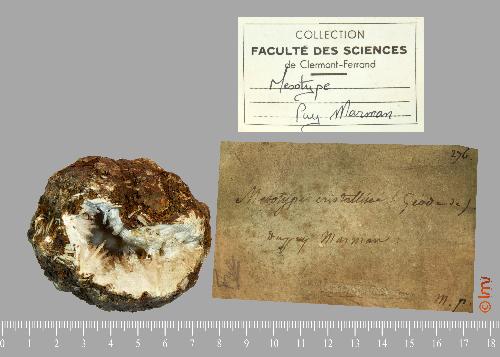 COLLECTION
FACULTÉ DES SCIENCES
de Clermont-Ferrand
Mesotype
Puy Marman
276
Mesotype cristallisée (Géode de)
du puy Marman
m. p.
© lmv
0 1 2 3 4 5 6 7 8 9 10 11 12 13 14 15 16 17 18